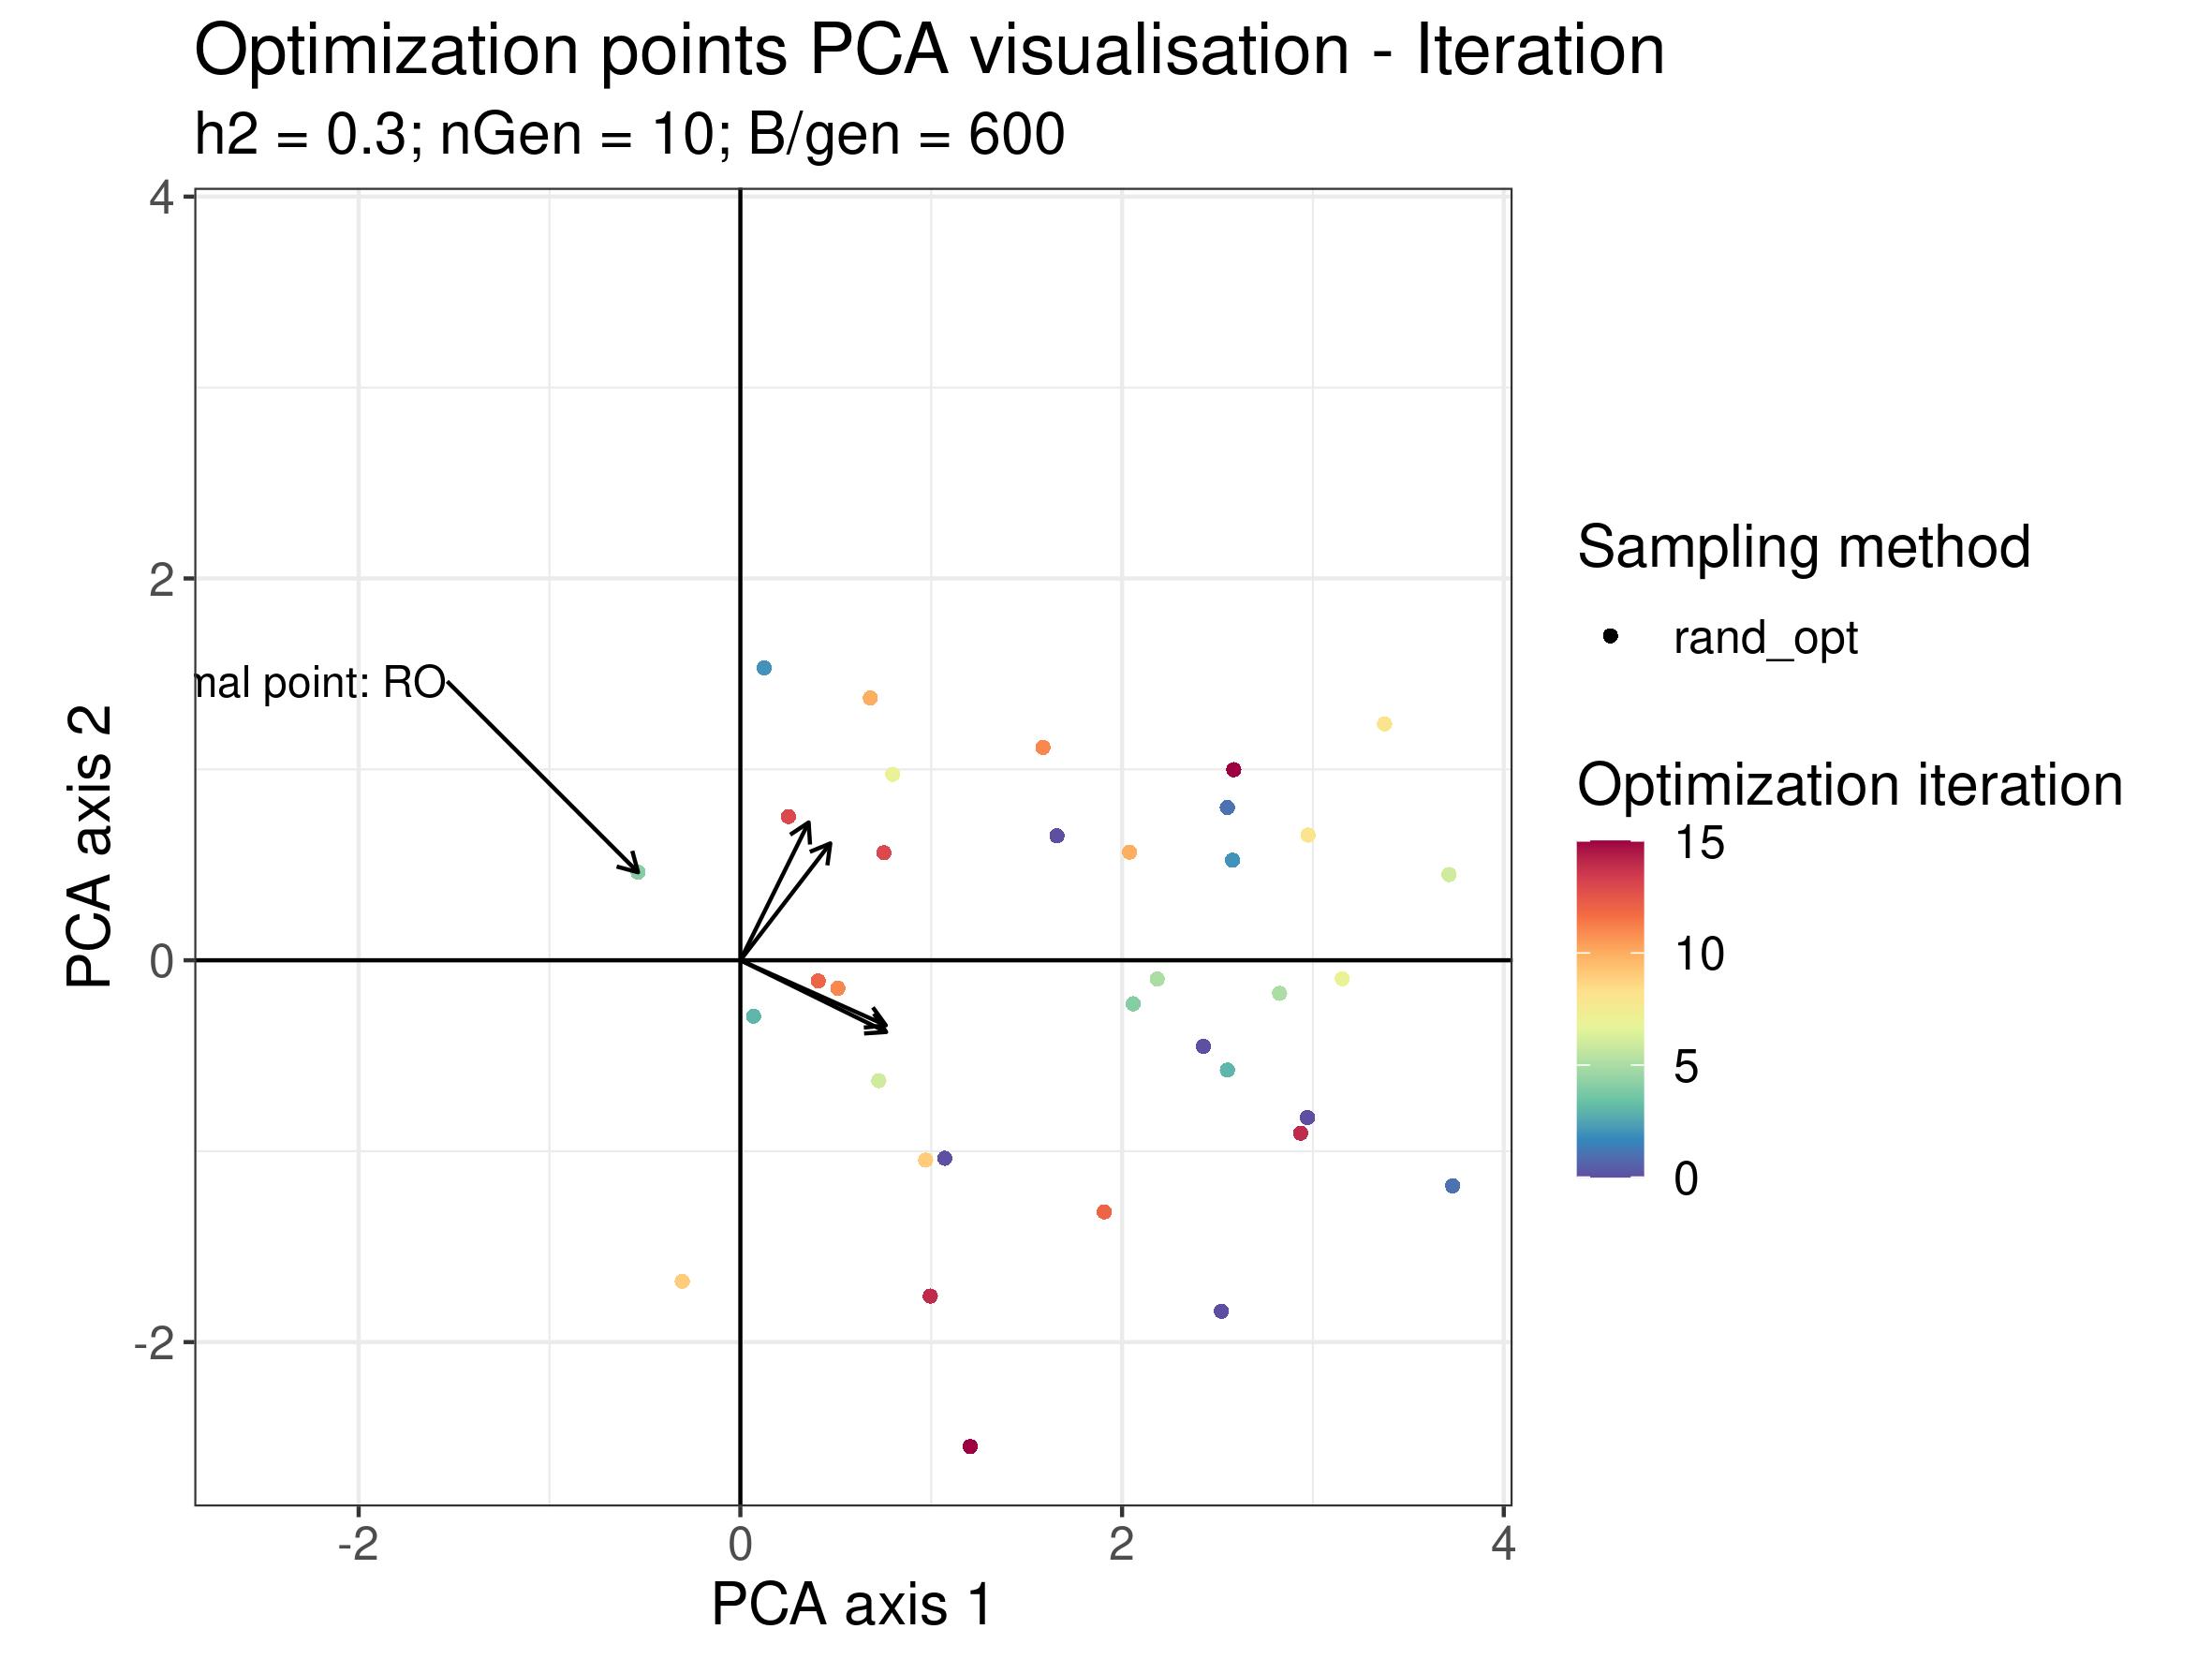 Optimization points PCA visualisation - Iteration
h2 = 0.3; nGen = 10; B/gen = 600
4
2
0
-2
PCA axis 2
mal point: RO
-2
0
2
4
PCA axis 1
Sampling method
rand_opt
Optimization iteration
15
10
5
0